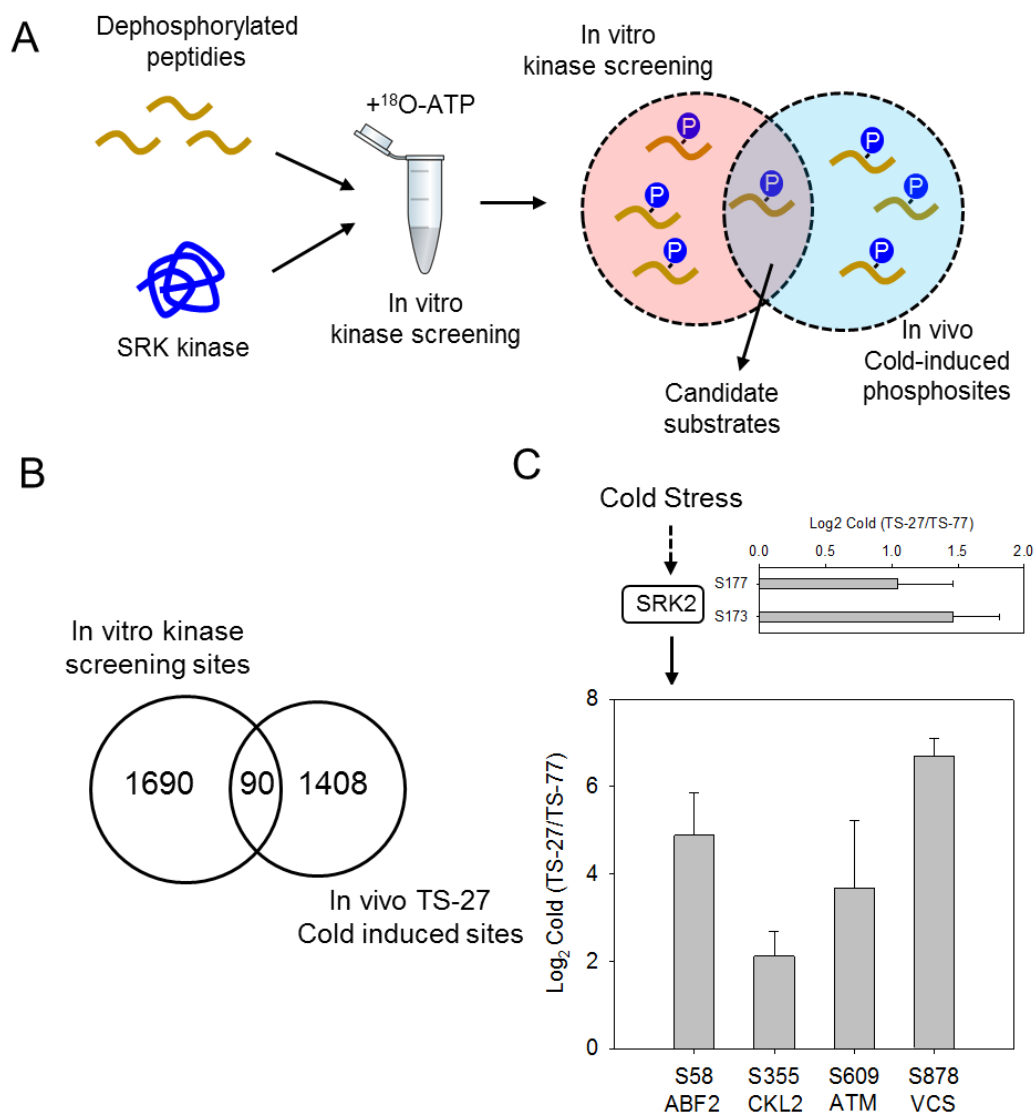 A
Dephosphorylated
peptidies
+¹⁸O-ATP
SRK kinase
In vitro
kinase screening
In vitro
kinase screening
P
P
P
P
P
P
P
In vivo
Cold-induced
phosphosites
Candidate
substrates
B
In vitro kinase
screening sites
1690
90
1408
In vivo TS-27
Cold induced sites
C
Cold Stress
SRK2
Log2 Cold (TS-27/TS-77)
0.0 0.5 1.0 1.5 2.0
S177
S173
Log₂ Cold (TS-27/TS-77)
8
6
4
2
0
S58 S355 S609 S878
ABF2 CKL2 ATM VCS